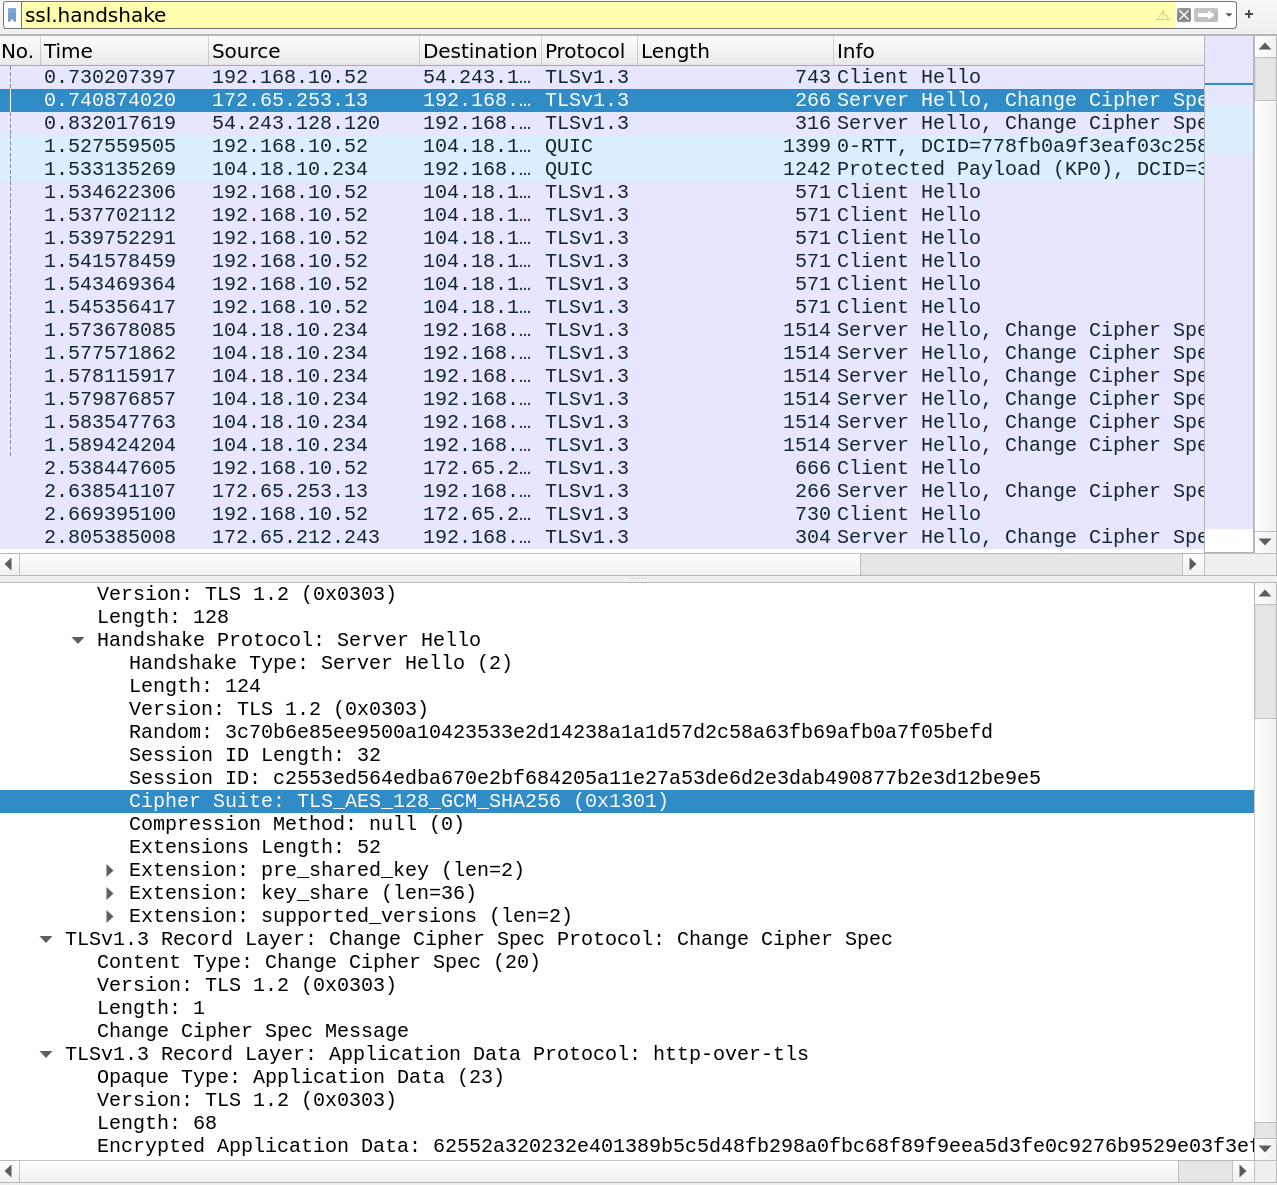 ssl.handshake
No. Time Source Destination Protocol Length Info
0.730207397 192.168.10.52 54.243.1… TLSv1.3 743 Client Hello
0.740874020 172.65.253.13 192.168.… TLSv1.3 266 Server Hello, Change Cipher Spe
0.832017619 54.243.128.120 192.168.… TLSv1.3 316 Server Hello, Change Cipher Spe
1.527559505 192.168.10.52 104.18.1… QUIC 1399 0-RTT, DCID=778fb0a9f3eaf03c258
1.533135269 104.18.10.234 192.168.… QUIC 1242 Protected Payload (KP0), DCID=3
1.534622306 192.168.10.52 104.18.1… TLSv1.3 571 Client Hello
1.537702112 192.168.10.52 104.18.1… TLSv1.3 571 Client Hello
1.539752291 192.168.10.52 104.18.1… TLSv1.3 571 Client Hello
1.541578459 192.168.10.52 104.18.1… TLSv1.3 571 Client Hello
1.543469364 192.168.10.52 104.18.1… TLSv1.3 571 Client Hello
1.545356417 192.168.10.52 104.18.1… TLSv1.3 571 Client Hello
1.573678085 104.18.10.234 192.168.… TLSv1.3 1514 Server Hello, Change Cipher Spe
1.577571862 104.18.10.234 192.168.… TLSv1.3 1514 Server Hello, Change Cipher Spe
1.578115917 104.18.10.234 192.168.… TLSv1.3 1514 Server Hello, Change Cipher Spe
1.579876857 104.18.10.234 192.168.… TLSv1.3 1514 Server Hello, Change Cipher Spe
1.583547763 104.18.10.234 192.168.… TLSv1.3 1514 Server Hello, Change Cipher Spe
1.589424204 104.18.10.234 192.168.… TLSv1.3 1514 Server Hello, Change Cipher Spe
2.538447605 192.168.10.52 172.65.2… TLSv1.3 666 Client Hello
2.638541107 172.65.253.13 192.168.… TLSv1.3 266 Server Hello, Change Cipher Spe
2.669395100 192.168.10.52 172.65.2… TLSv1.3 730 Client Hello
2.805385008 172.65.212.243 192.168.… TLSv1.3 304 Server Hello, Change Cipher Spe
Version: TLS 1.2 (0x0303)
Length: 128
Handshake Protocol: Server Hello
Handshake Type: Server Hello (2)
Length: 124
Version: TLS 1.2 (0x0303)
Random: 3c70b6e85ee9500a10423533e2d14238a1a1d57d2c58a63fb69afb0a7f05befd
Session ID Length: 32
Session ID: c2553ed564edba670e2bf684205a11e27a53de6d2e3dab490877b2e3d12be9e5
Cipher Suite: TLS_AES_128_GCM_SHA256 (0x1301)
Compression Method: null (0)
Extensions Length: 52
Extension: pre_shared_key (len=2)
Extension: key_share (len=36)
Extension: supported_versions (len=2)
TLSv1.3 Record Layer: Change Cipher Spec Protocol: Change Cipher Spec
Content Type: Change Cipher Spec (20)
Version: TLS 1.2 (0x0303)
Length: 1
Change Cipher Spec Message
TLSv1.3 Record Layer: Application Data Protocol: http-over-tls
Opaque Type: Application Data (23)
Version: TLS 1.2 (0x0303)
Length: 68
Encrypted Application Data: 62552a320232e401389b5c5d48fb298a0fbc68f89f9eea5d3fe0c9276b9529e03f3ef